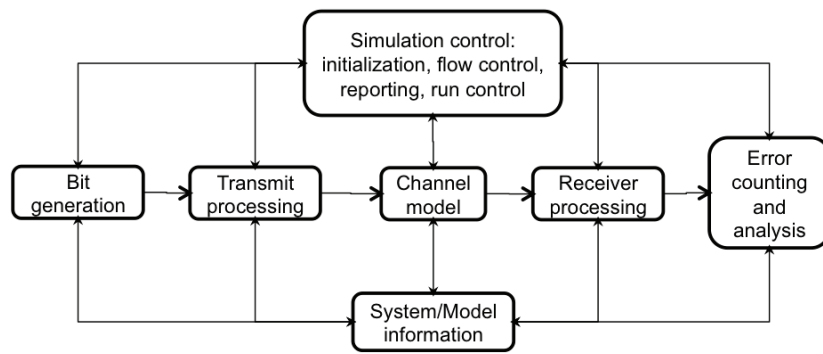 Simulation control:
initialization, flow control,
reporting, run control
Bit
generation
Transmit
processing
Channel
model
Receiver
processing
Error
counting
and
analysis
System/Model
information